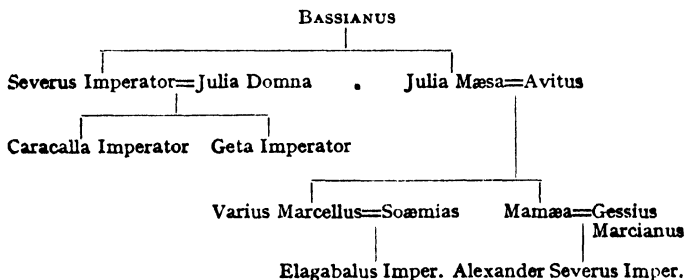 BASSIANUS
Severus Imperator=Julia Domna . Julia Mæsa=Avitus
Caracalla Imperator Geta Imperator
Varius Marcellus=Soæmias Mamæa=Gessius
Marcianus
Elagabalus Imper. Alexander Severus Imper.